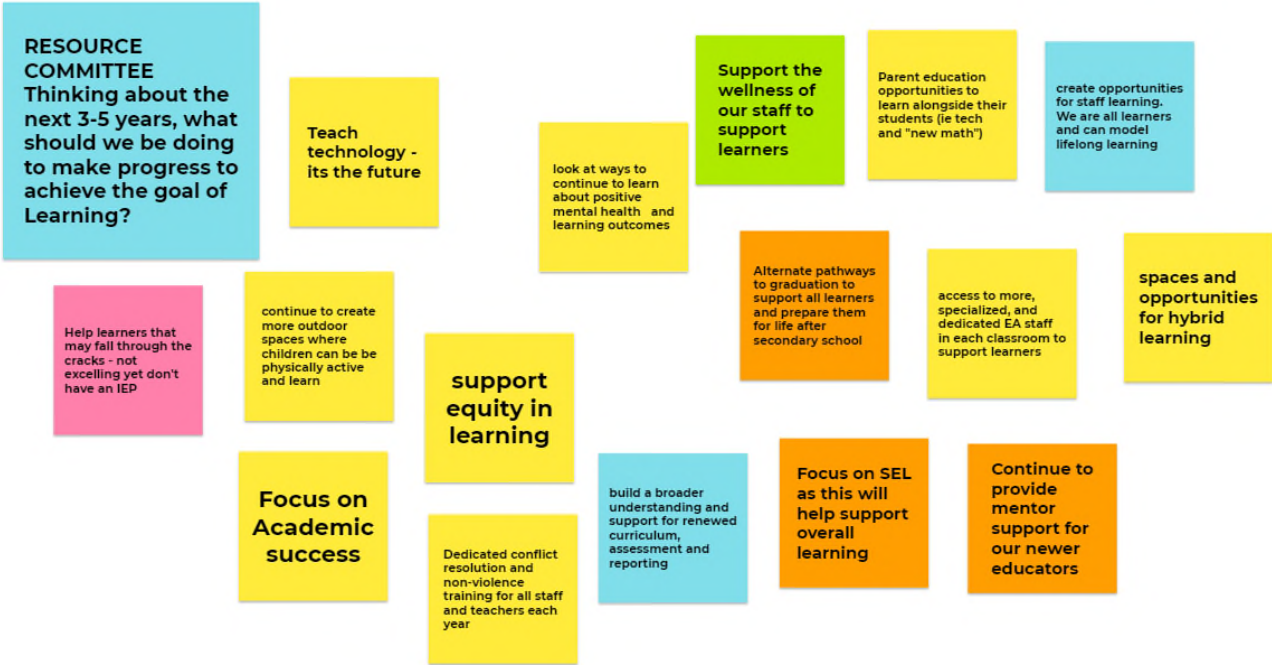 RESOURCE
COMMITTEE
Thinking about the
next 3-5 years, what
should we be doing
to make progress to
achieve the goal of
Learning?
Teach
technology -
its the future
look at ways to
continue to learn
about positive
mental health and
learning outcomes
Support the
wellness of
our staff to
support
learners
Parent education
opportunities to
learn alongside their
students (ie tech
and "new math")
create opportunities
for staff learning.
We are all learners
and can model
lifelong learning
Help learners that
may fall through the
cracks - not
excelling yet don't
have an IEP
continue to create
more outdoor
spaces where
children can be be
physically active
and learn
support
equity in
learning
Alternate pathways
to graduation to
support all learners
and prepare them
for life after
secondary school
access to more,
specialized, and
dedicated EA staff
in each classroom to
support learners
spaces and
opportunities
for hybrid
learning
Focus on
Academic
success
Dedicated conflict
resolution and
non-violence
training for all staff
and teachers each
year
build a broader
understanding and
support for renewed
curriculum,
assessment and
reporting
Focus on SEL
as this will
help support
overall
learning
Continue to
provide
mentor
support for
our newer
educators